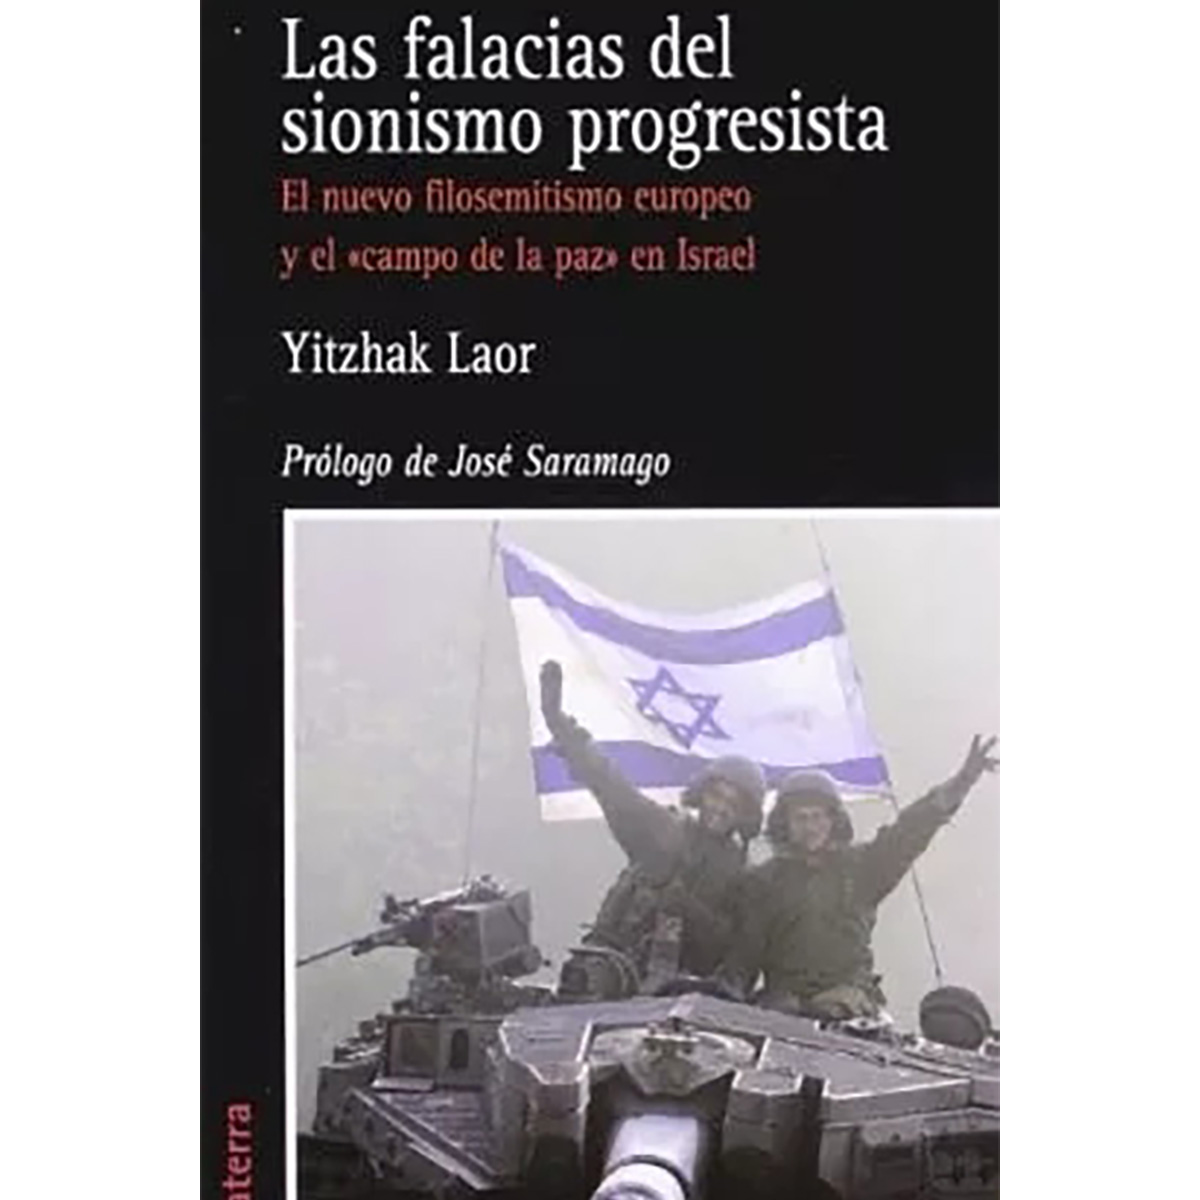 Las falacias del
sionismo progresista
El nuevo filosemitismo europeo
y el «campo de la paz» en Israel
Yitzhak Laor
Prólogo de José Saramago
aterra